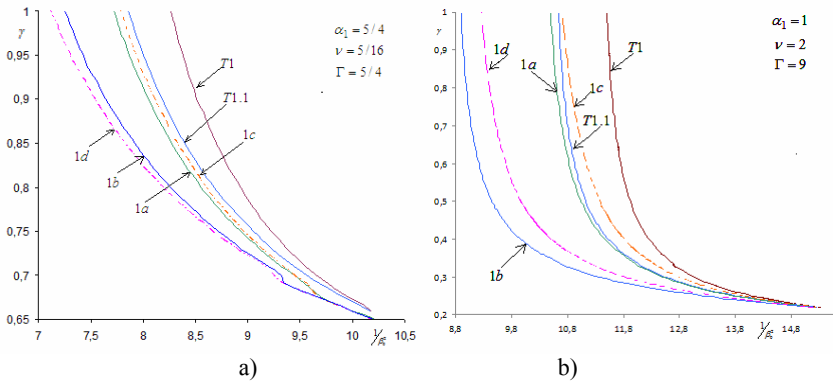 1
0,95
0,9
0,85
0,8
0,75
0,7
0,65
γ
α₁ = 5/4
ν = 5/16
Γ = 5/4
T1
T1.1
1c
1d
1b
1a
7 7,5 8 8,5 9 9,5 10 10,5
a)
1
0,9
0,8
0,7
0,6
0,5
0,4
0,3
0,2
γ
α₁ = 1
ν = 2
Γ = 9
1d
1a
1c
T1
T1.1
1b
8,8 9,8 10,8 11,8 12,8 13,8 14,8
b)